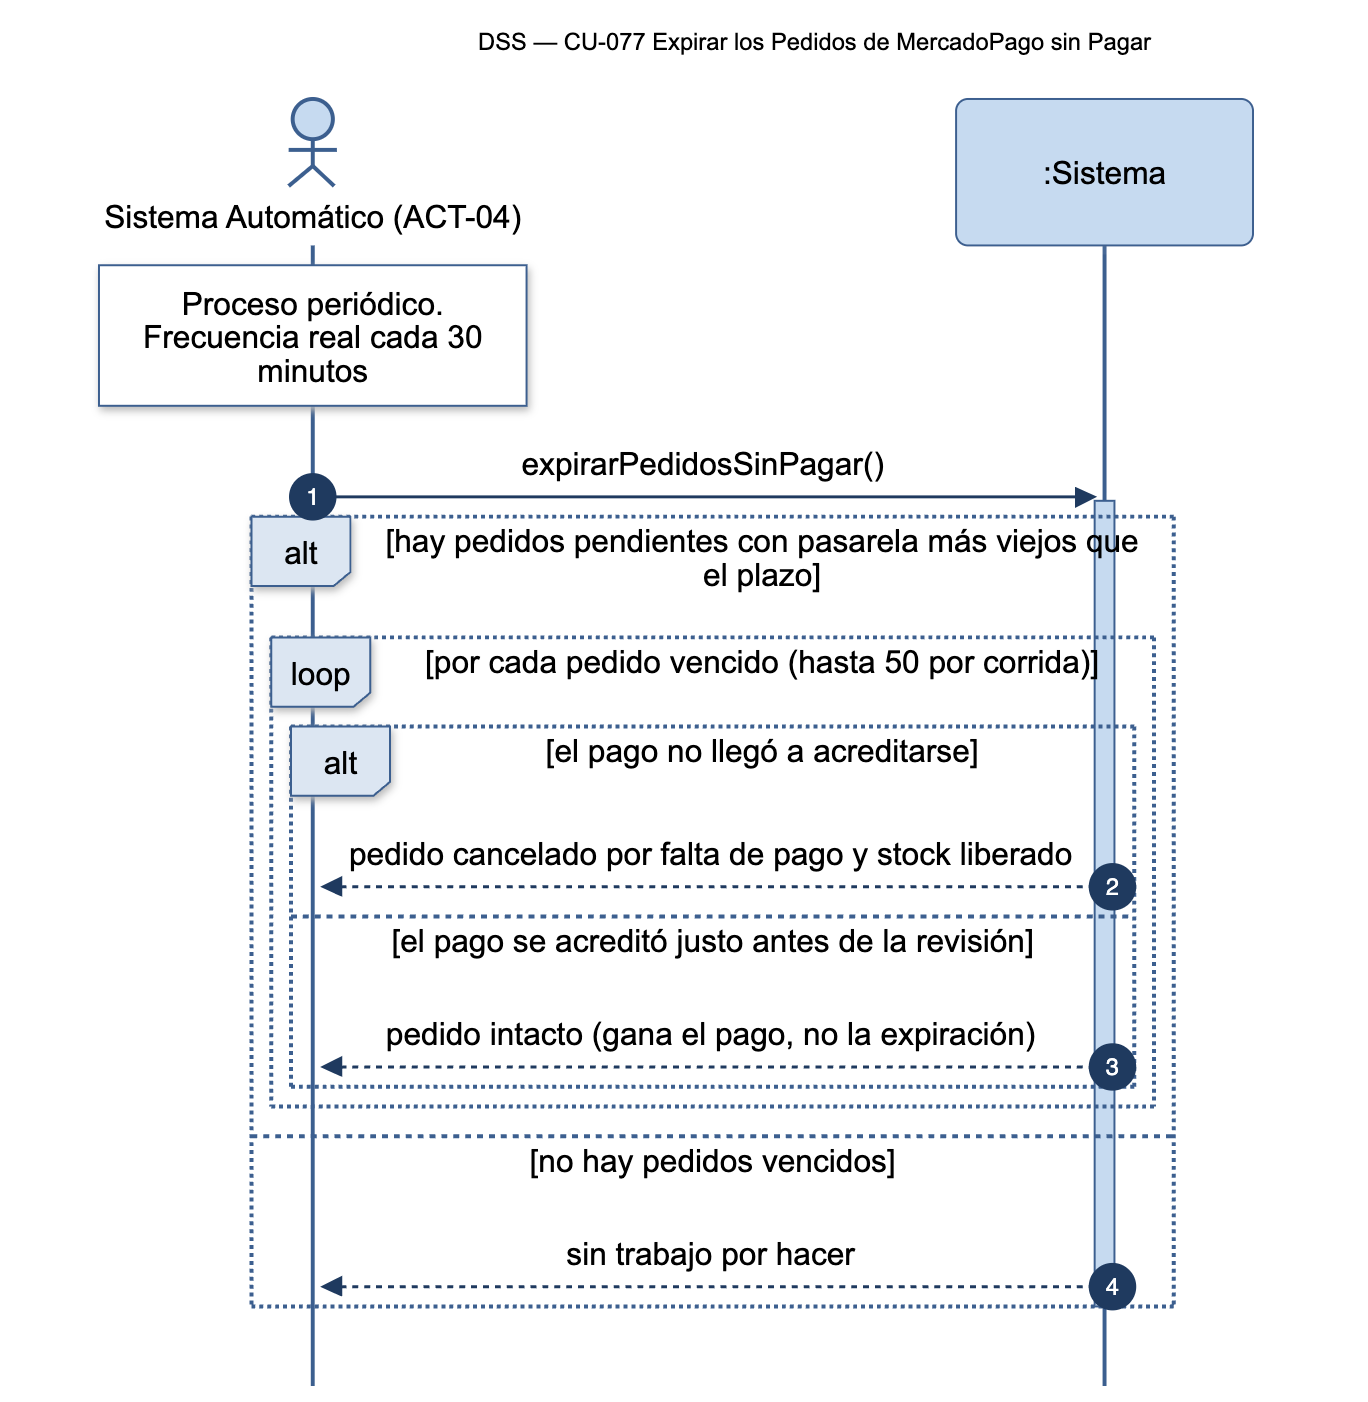 DSS — CU-077 Expirar los Pedidos de MercadoPago sin Pagar
:Sistema
Sistema Automático (ACT-04)
Proceso periódico.
Frecuencia real cada 30
minutos
expirarPedidosSinPagar()
1
alt
[hay pedidos pendientes con pasarela más viejos que
el plazo]
loop
[por cada pedido vencido (hasta 50 por corrida)]
alt
[el pago no llegó a acreditarse]
pedido cancelado por falta de pago y stock liberado
2
[el pago se acreditó justo antes de la revisión]
pedido intacto (gana el pago, no la expiración)
3
[no hay pedidos vencidos]
sin trabajo por hacer
4